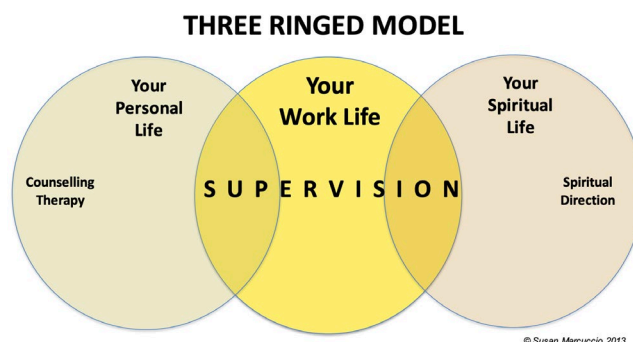 THREE RINGED MODEL
Your
Personal
Life
Counselling
Therapy
Your
Work Life
S U P E R V I S I O N
Your
Spiritual
Life
Spiritual
Direction
© Susan Marcuccio 2013